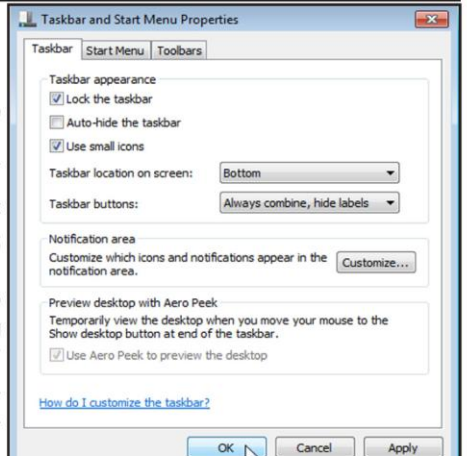 Taskbar and Start Menu Properties
Taskbar
Start Menu
Toolbars
Taskbar appearance
Lock the taskbar
Auto-hide the taskbar
Use small icons
Taskbar location on screen:
Bottom
Taskbar buttons:
Always combine, hide labels
Notification area
Customize which icons and notifications appear in the
notification area.
Customize...
Preview desktop with Aero Peek
Temporarily view the desktop when you move your mouse to the
Show desktop button at end of the taskbar.
Use Aero Peek to preview the desktop
How do I customize the taskbar?
OK
Cancel
Apply